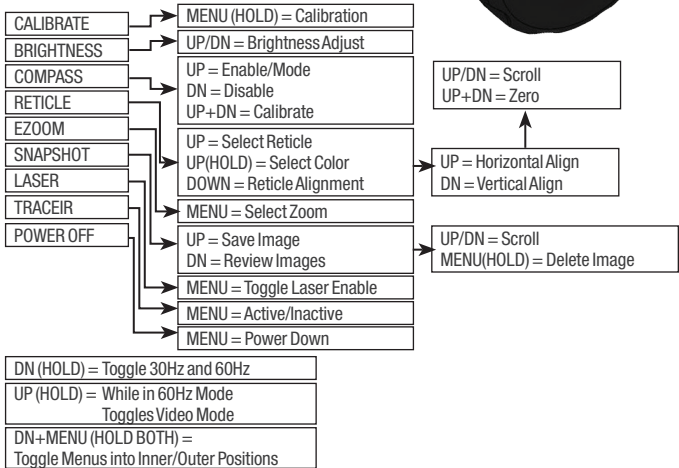 CALIBRATE
BRIGHTNESS
COMPASS
RETICLE
EZOOM
SNAPSHOT
LASER
TRACEIR
POWER OFF
MENU (HOLD) = Calibration
UP/DN = Brightness Adjust
UP = Enable/Mode
DN = Disable
UP+DN = Calibrate
UP = Select Reticle
UP(HOLD) = Select Color
DOWN = Reticle Alignment
MENU = Select Zoom
UP = Save Image
DN = Review Images
MENU = Toggle Laser Enable
MENU = Active/Inactive
MENU = Power Down
UP/DN = Scroll
UP+DN = Zero
UP = Horizontal Align
DN = Vertical Align
UP/DN = Scroll
MENU(HOLD) = Delete Image
DN (HOLD) = Toggle 30Hz and 60Hz
UP (HOLD) = While in 60Hz Mode
Toggles Video Mode
DN+MENU (HOLD BOTH) =
Toggle Menus into Inner/Outer Positions